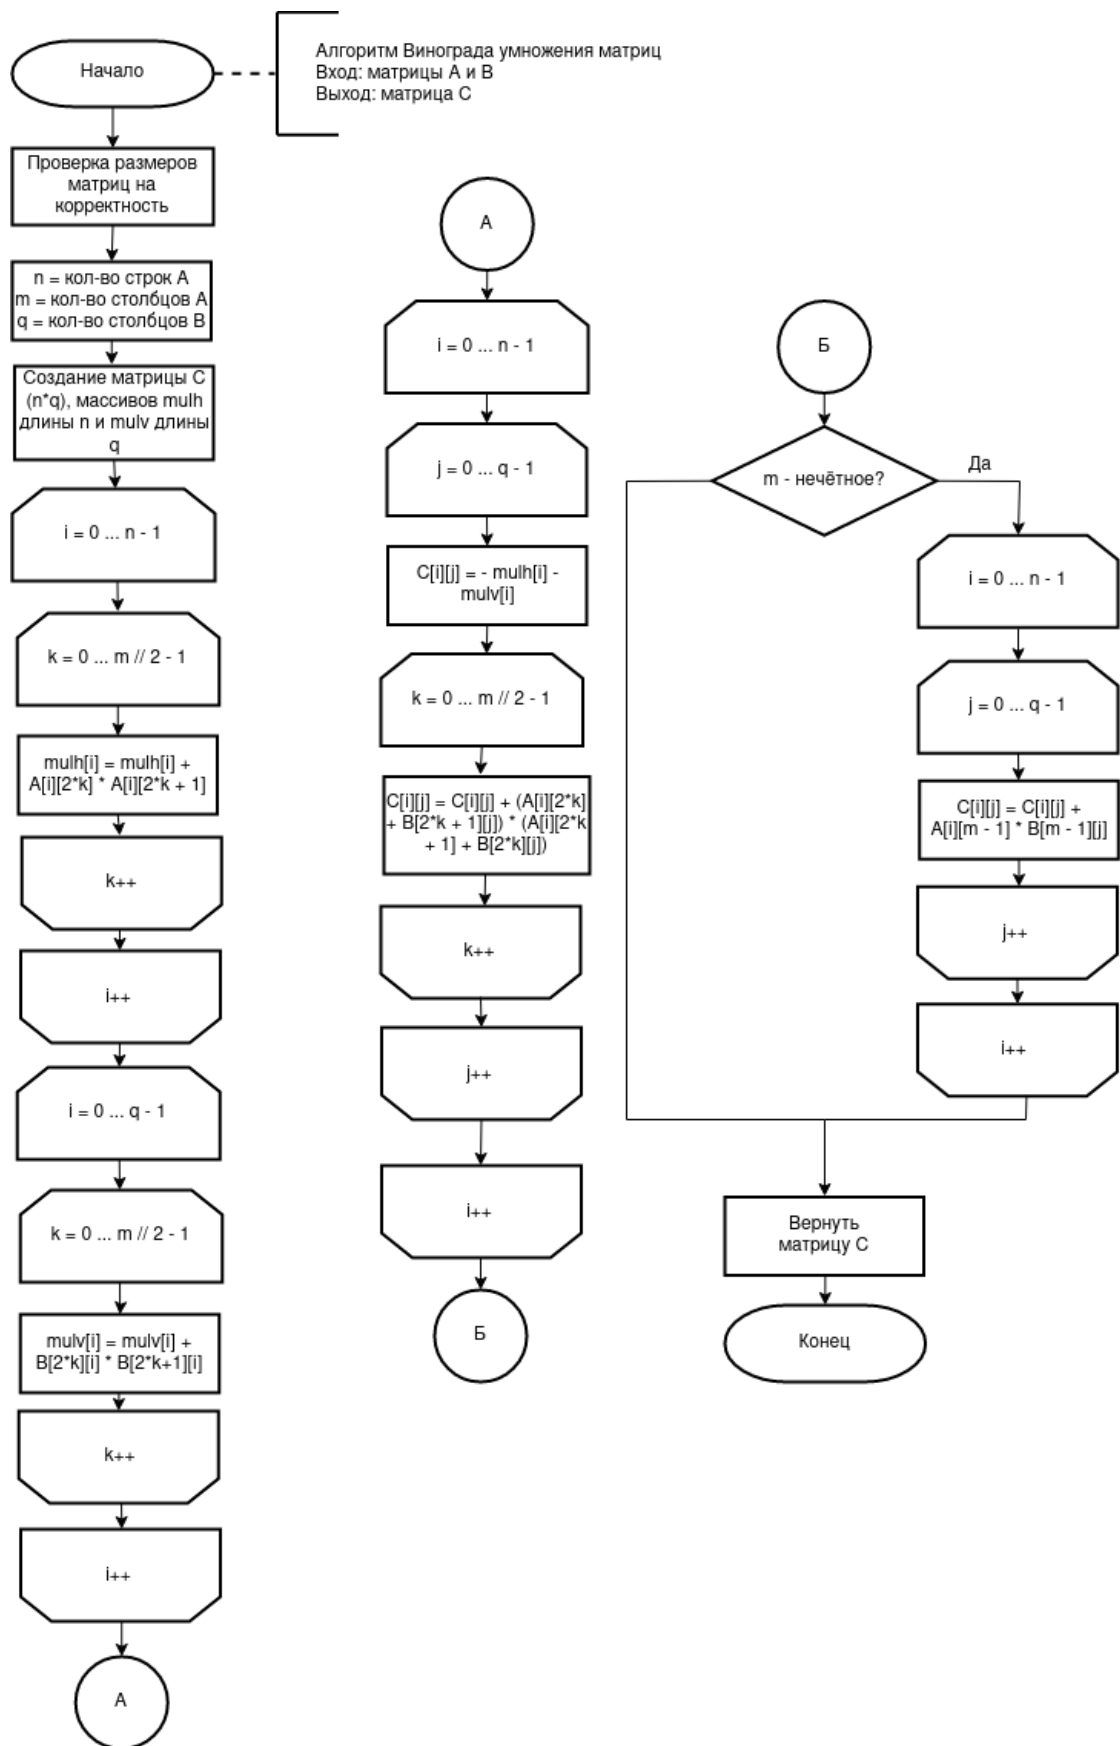 Начало
Алгоритм Винограда умножения матриц
Вход: матрицы А и В
Выход: матрица С
Проверка размеров
матриц на
корректность
n = кол-во строк А
m = кол-во столбцов А
q = кол-во столбцов В
Создание матрицы С
(n*q), массивов mulh
длины n и mulv длины
q
i = 0 ... n - 1
k = 0 ... m // 2 - 1
mulh[i] = mulh[i] +
A[i][2*k] * A[i][2*k + 1]
k++
i++
i = 0 ... q - 1
k = 0 ... m // 2 - 1
mulv[i] = mulv[i] +
B[2*k][i] * B[2*k+1][i]
k++
i++
А
А
i = 0 ... n - 1
j = 0 ... q - 1
C[i][j] = - mulh[i] -
mulv[i]
k = 0 ... m // 2 - 1
C[i][j] = C[i][j] + (A[i][2*k]
+ B[2*k + 1][j]) * (A[i][2*k
+ 1] + B[2*k][j])
k++
j++
i++
Б
Б
m - нечётное?
Да
i = 0 ... n - 1
j = 0 ... q - 1
C[i][j] = C[i][j] +
A[i][m - 1] * B[m - 1][j]
j++
i++
Вернуть
матрицу С
Конец